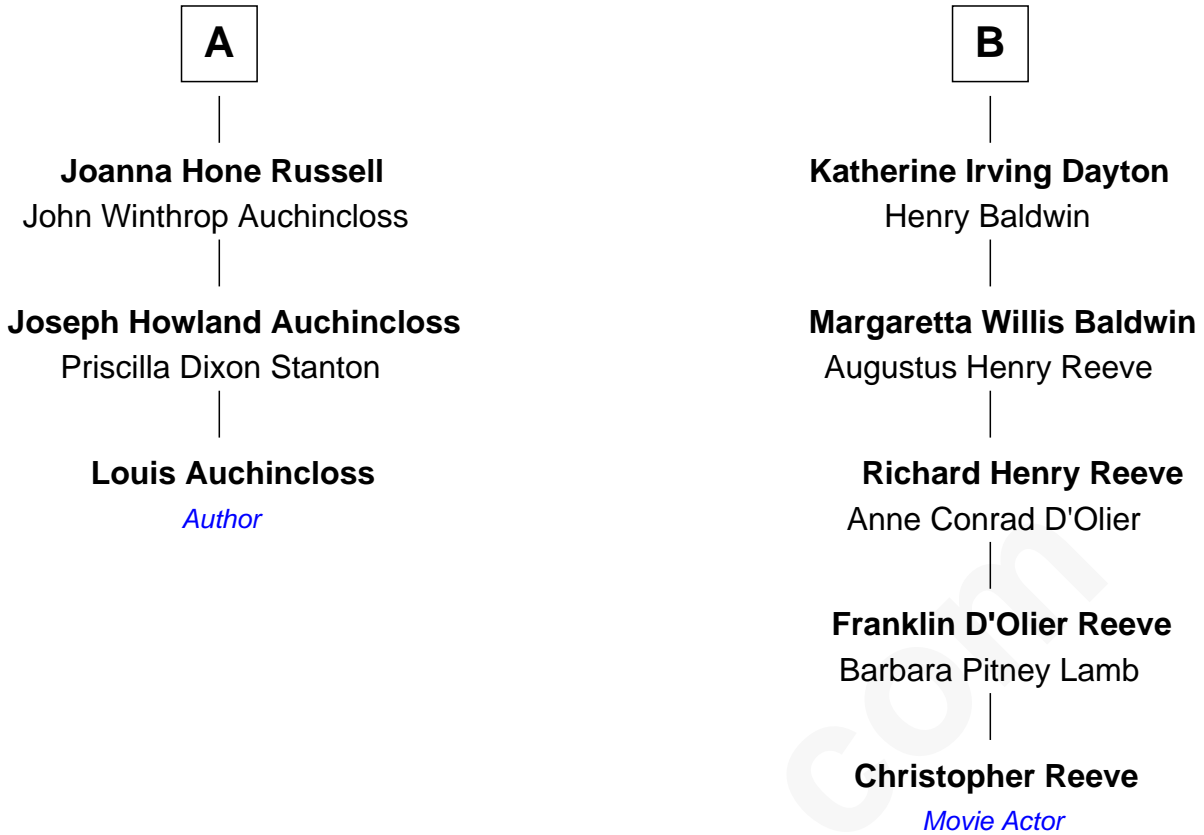 A
Joanna Hone Russell
John Winthrop Auchincloss
Joseph Howland Auchincloss
Priscilla Dixon Stanton
Louis Auchincloss
Author
B
Katherine Irving Dayton
Henry Baldwin
Margaretta Willis Baldwin
Augustus Henry Reeve
Richard Henry Reeve
Anne Conrad D'Olier
Franklin D'Olier Reeve
Barbara Pitney Lamb
Christopher Reeve
Movie Actor
com